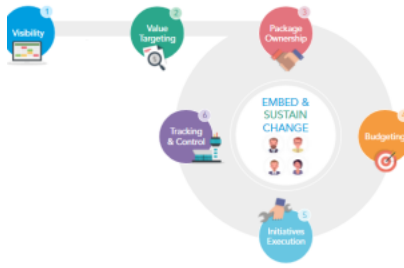 1
Visibility
2
Value
Targeting
3
Package
Ownership
Budgeting
5
Initiatives
Execution
6
Tracking
& Control
EMBED &
SUSTAIN
CHANGE